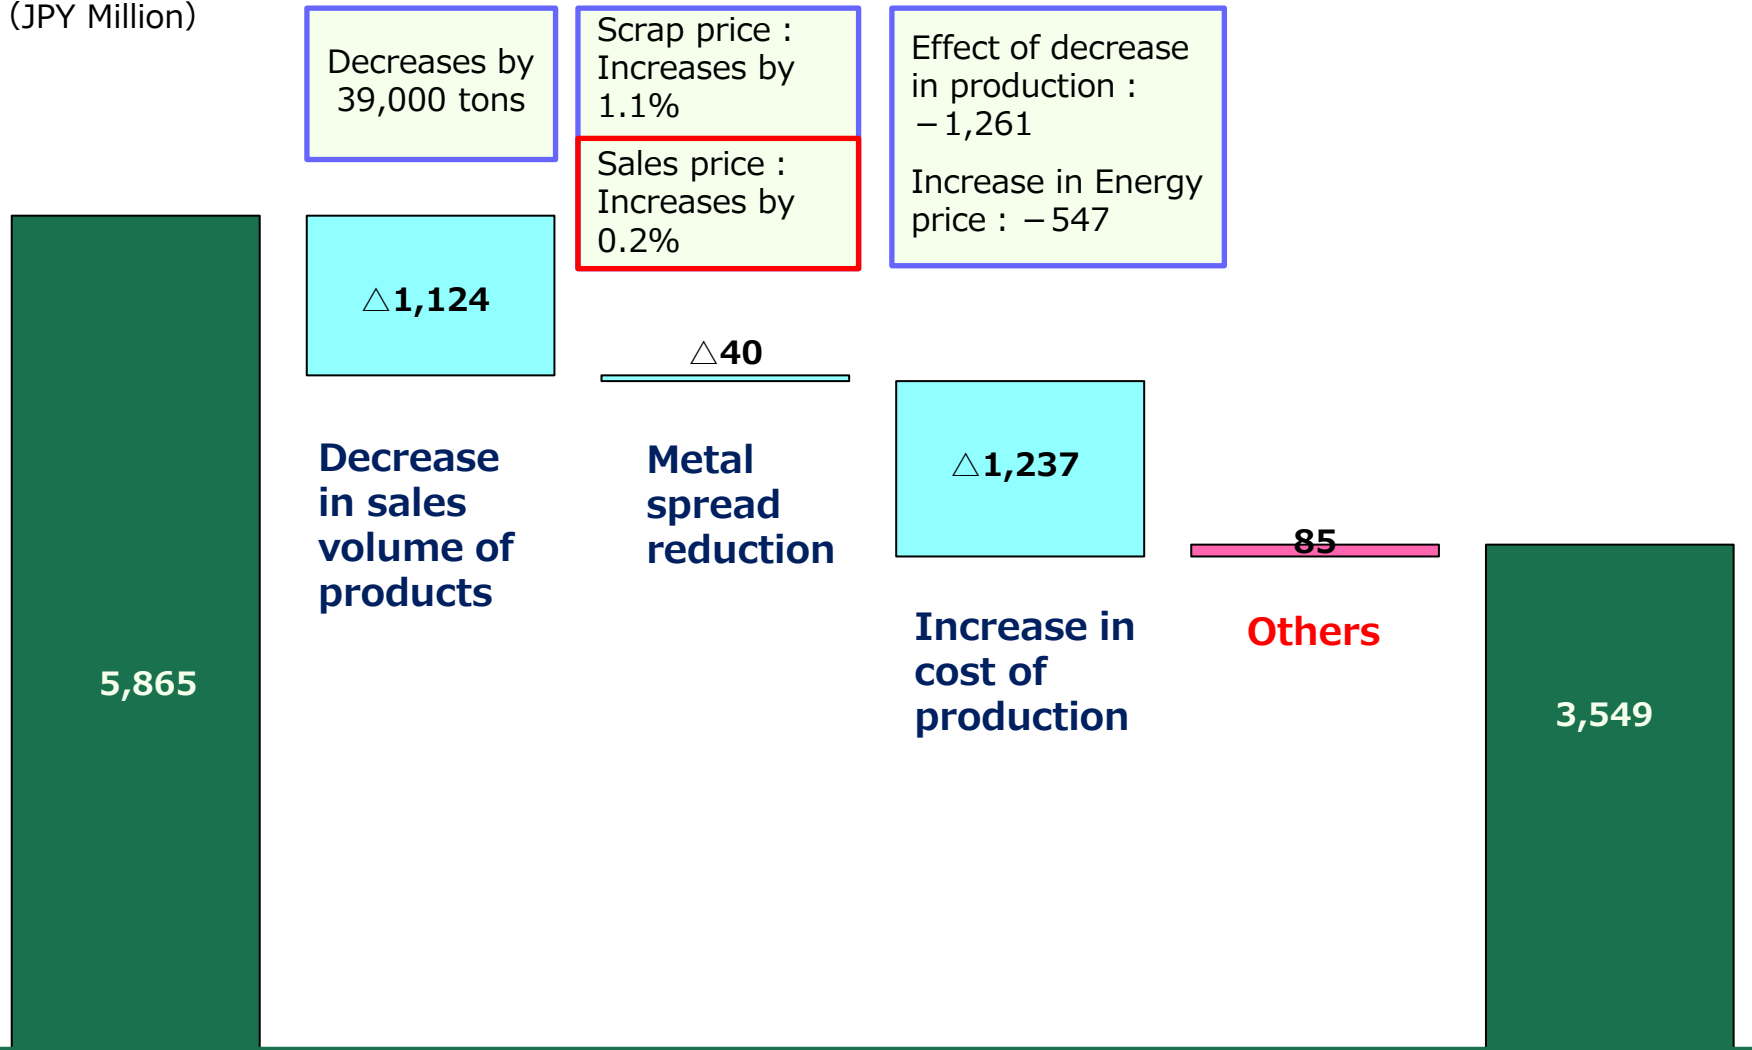 (JPY Million)
Decreases by
39,000 tons
Scrap price :
Increases by
1.1%
Sales price :
Increases by
0.2%
Effect of decrease
in production :
－1,261
Increase in Energy
price : －547
△1,124
△40
△1,237
85
Decrease
in sales
volume of
products
Metal
spread
reduction
Increase in
cost of
production
Others
5,865
3,549